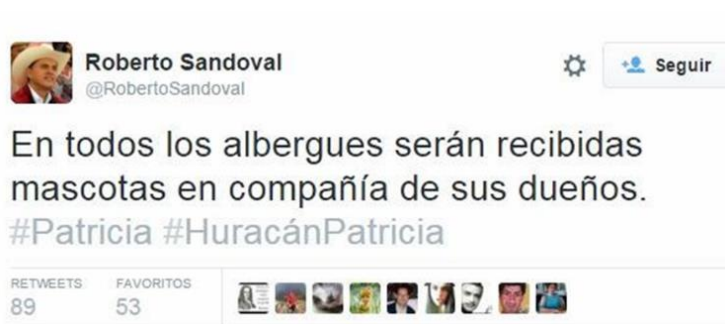 Roberto Sandoval
@RobertoSandoval
Seguir
En todos los albergues serán recibidas
mascotas en compañía de sus dueños.
#Patricia #HuracánPatricia
RETWEETS FAVORITOS
89 53